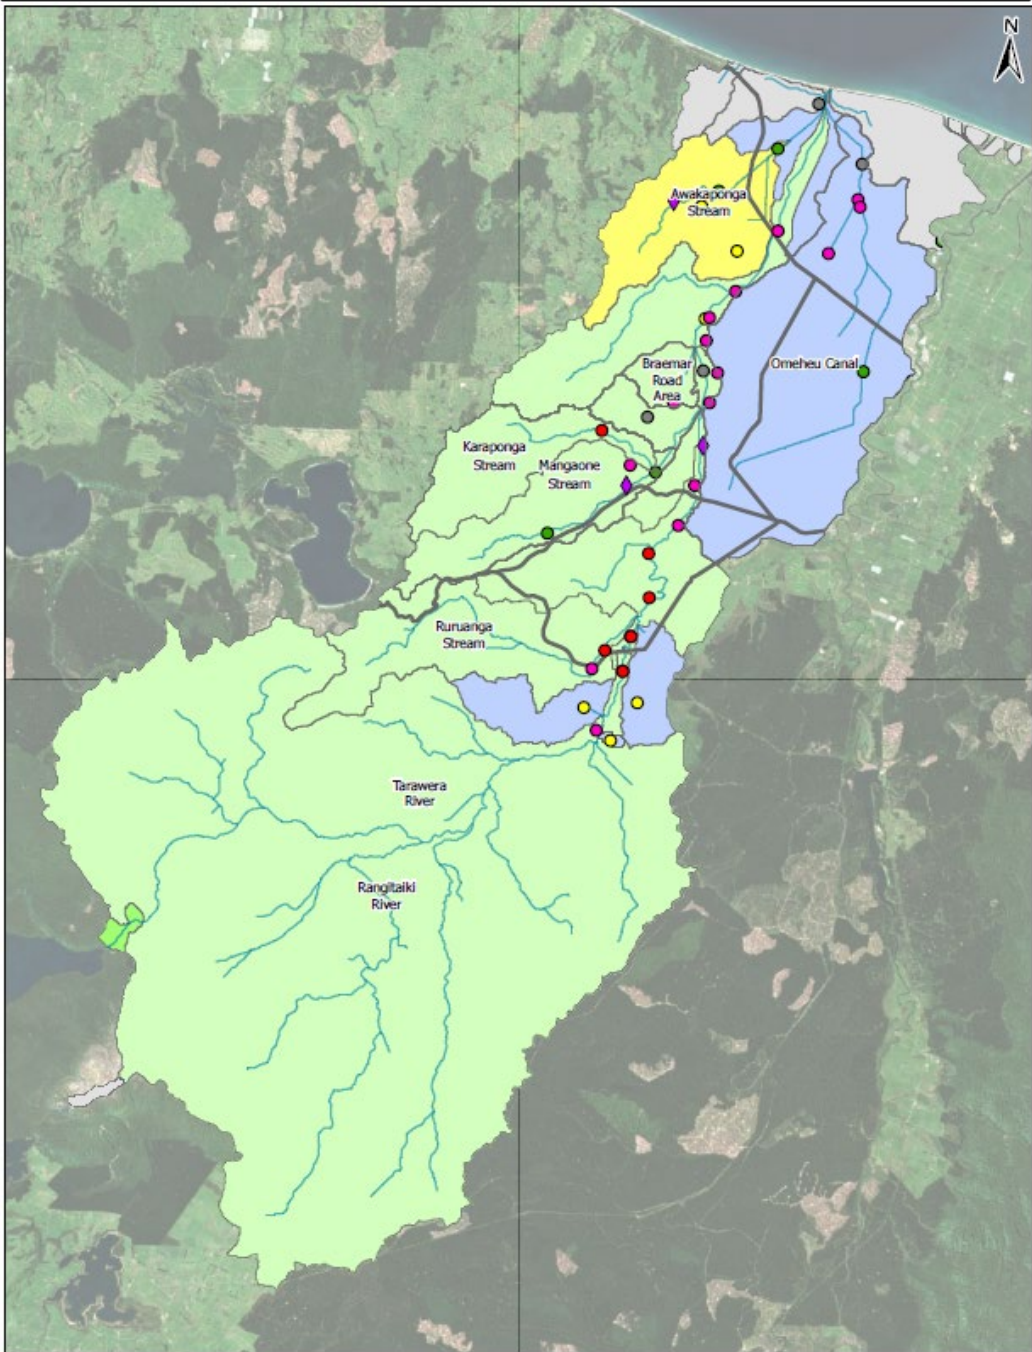 N
Awakaponga
Stream
Braemar
Road
Area
Omeheu Canal
Karaponga
Stream
Mangaone
Stream
Ruruanga
Stream
Tarawera
River
Rangitaiki
River